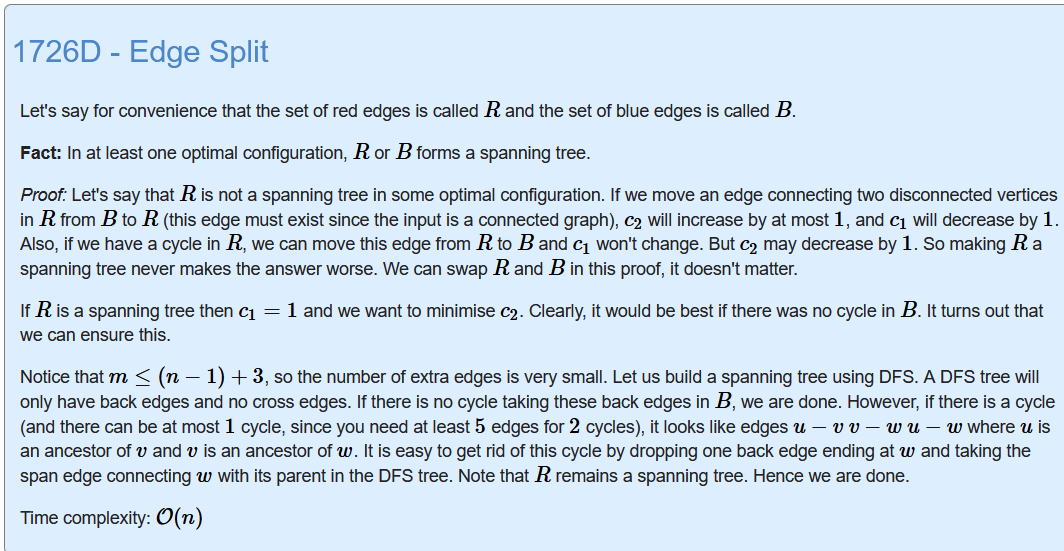 1726D - Edge Split
Let's say for convenience that the set of red edges is called R and the set of blue edges is called B.
Fact: In at least one optimal configuration, R or B forms a spanning tree.
Proof: Let's say that R is not a spanning tree in some optimal configuration. If we move an edge connecting two disconnected vertices
in R from B to R (this edge must exist since the input is a connected graph), c₂ will increase by at most 1, and c₁ will decrease by 1.
Also, if we have a cycle in R, we can move this edge from R to B and c₁ won't change. But c₂ may decrease by 1. So making R a
spanning tree never makes the answer worse. We can swap R and B in this proof, it doesn't matter.
If R is a spanning tree then c₁ = 1 and we want to minimise c₂. Clearly, it would be best if there was no cycle in B. It turns out that
we can ensure this.
Notice that m ≤ (n − 1) + 3, so the number of extra edges is very small. Let us build a spanning tree using DFS. A DFS tree will
only have back edges and no cross edges. If there is no cycle taking these back edges in B, we are done. However, if there is a cycle
(and there can be at most 1 cycle, since you need at least 5 edges for 2 cycles), it looks like edges u − v v − w u − w where u is
an ancestor of v and v is an ancestor of w. It is easy to get rid of this cycle by dropping one back edge ending at w and taking the
span edge connecting w with its parent in the DFS tree. Note that R remains a spanning tree. Hence we are done.
Time complexity: O(n)